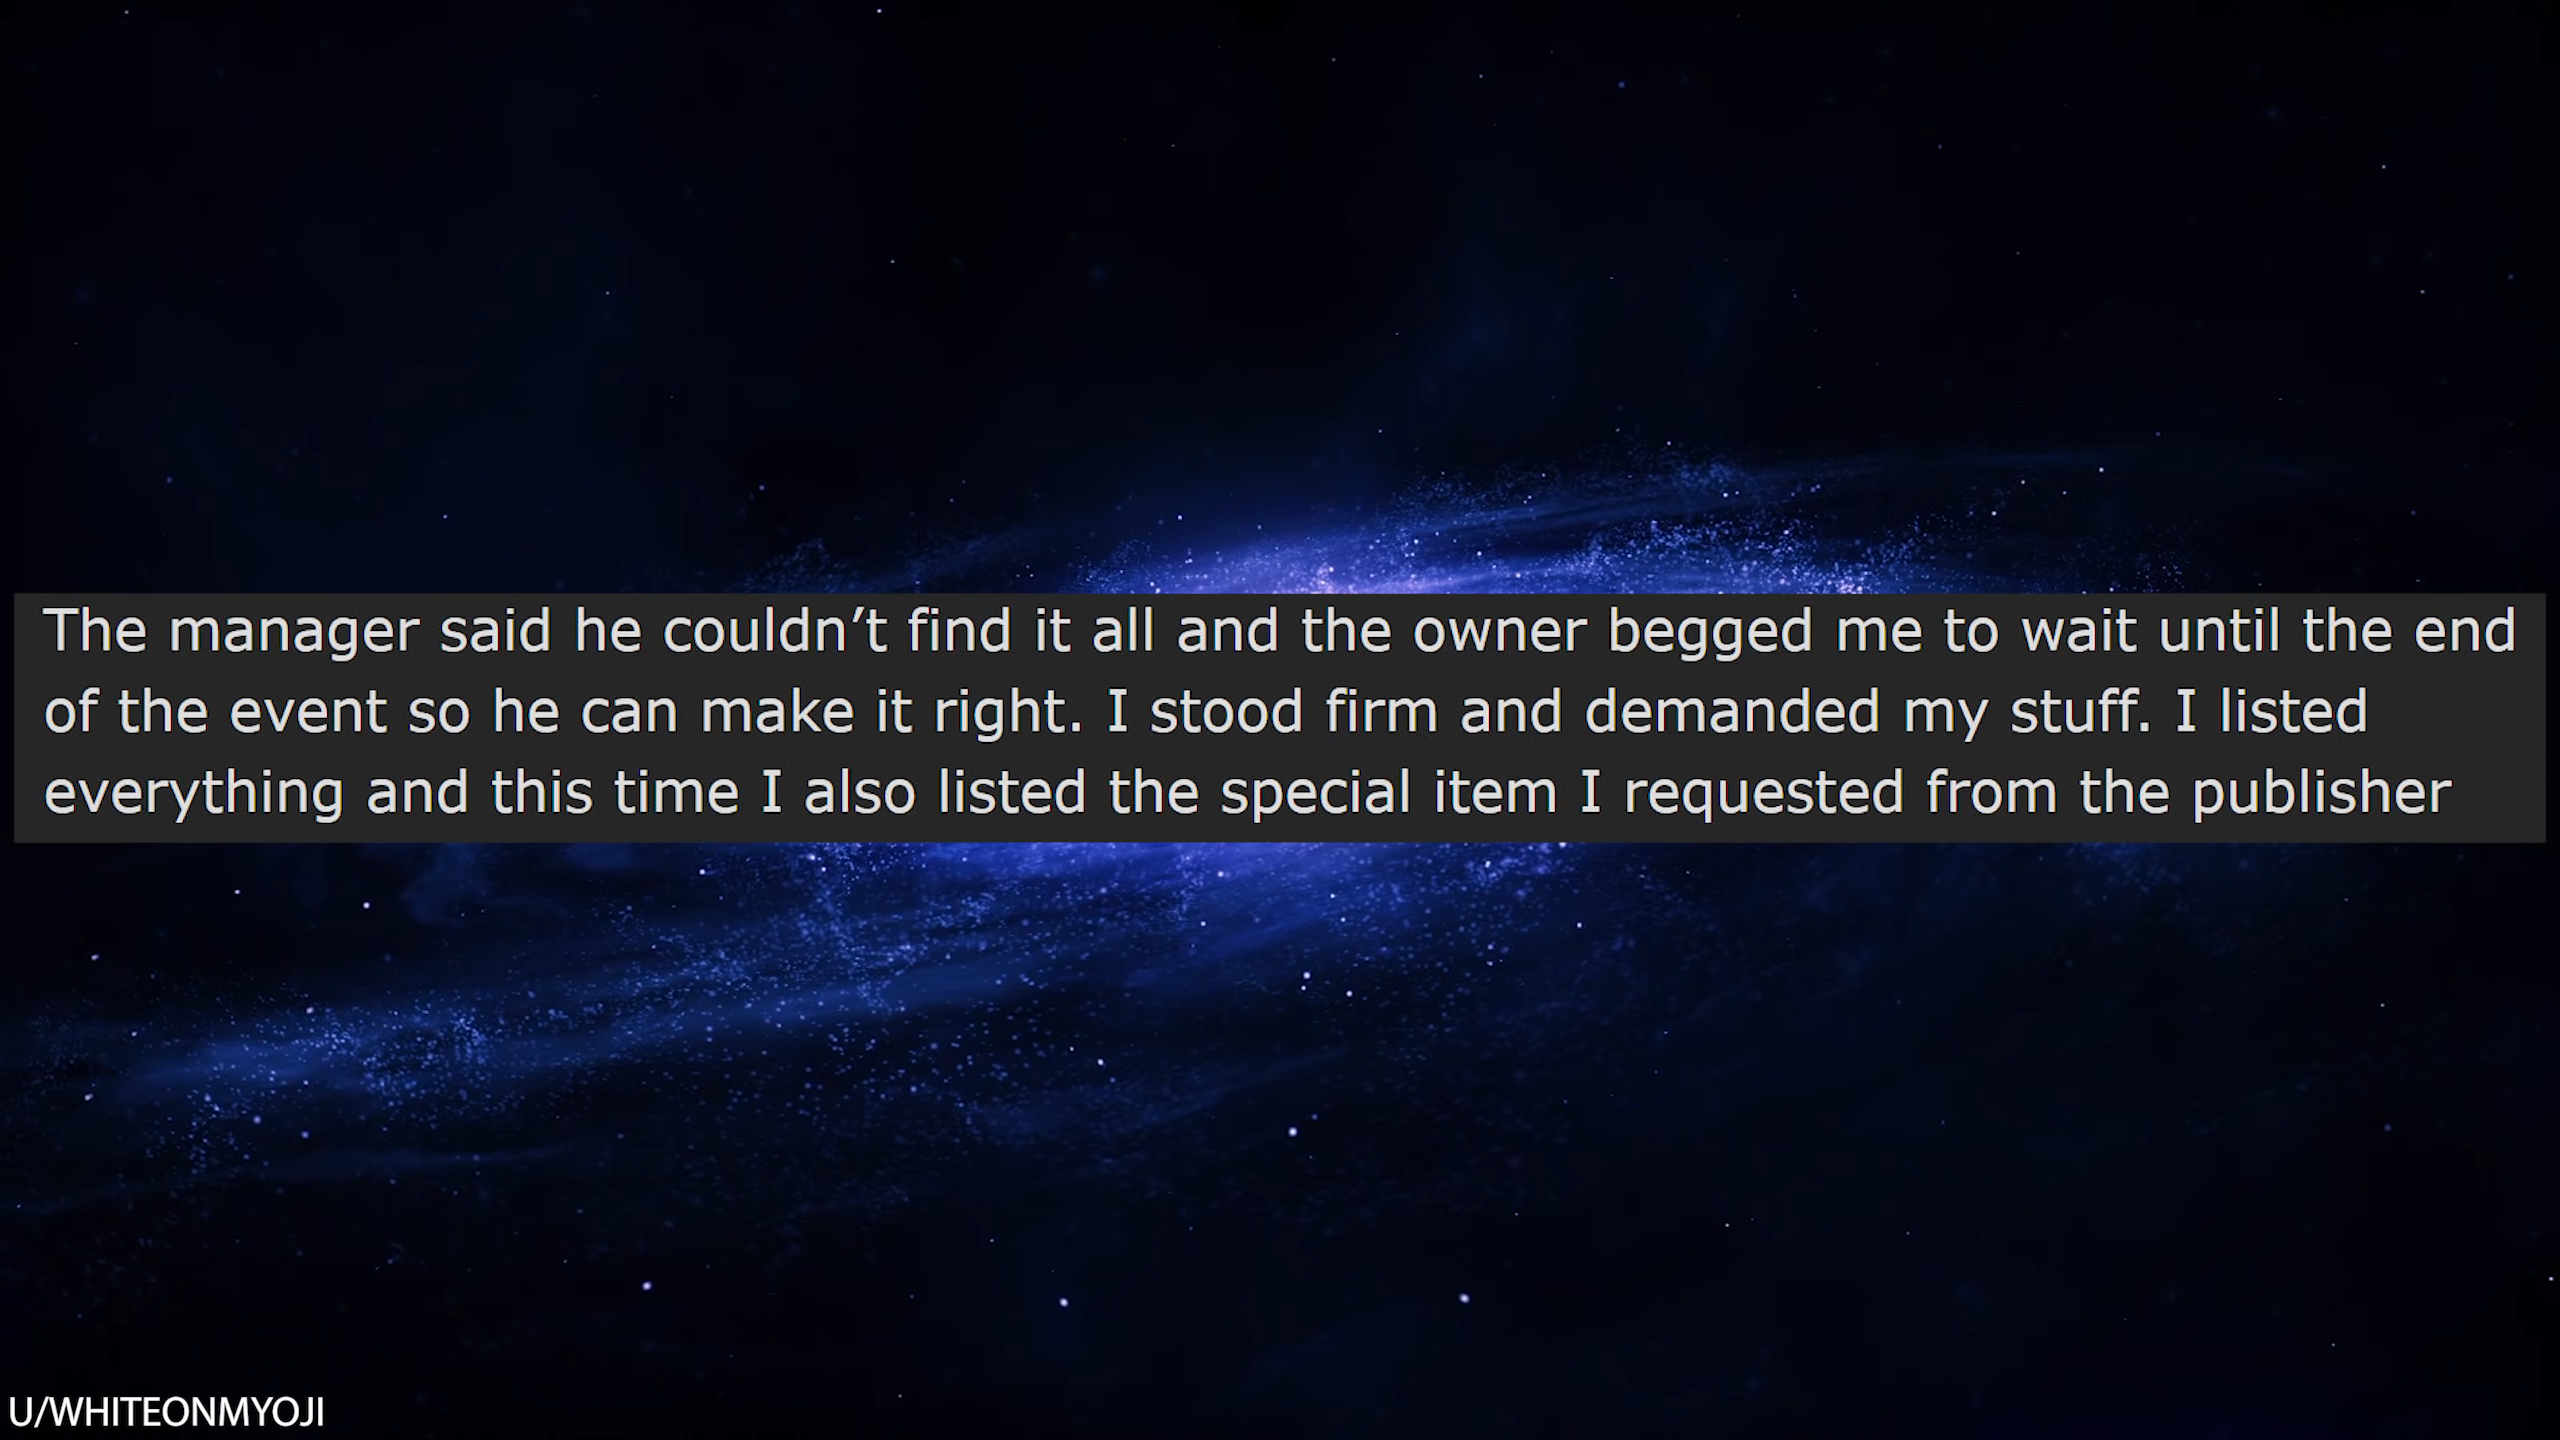 The manager said he couldn’t find it all and the owner begged me to wait until the end
of the event so he can make it right. I stood firm and demanded my stuff. I listed
everything and this time I also listed the special item I requested from the publisher
U/WHITEONMYOJI